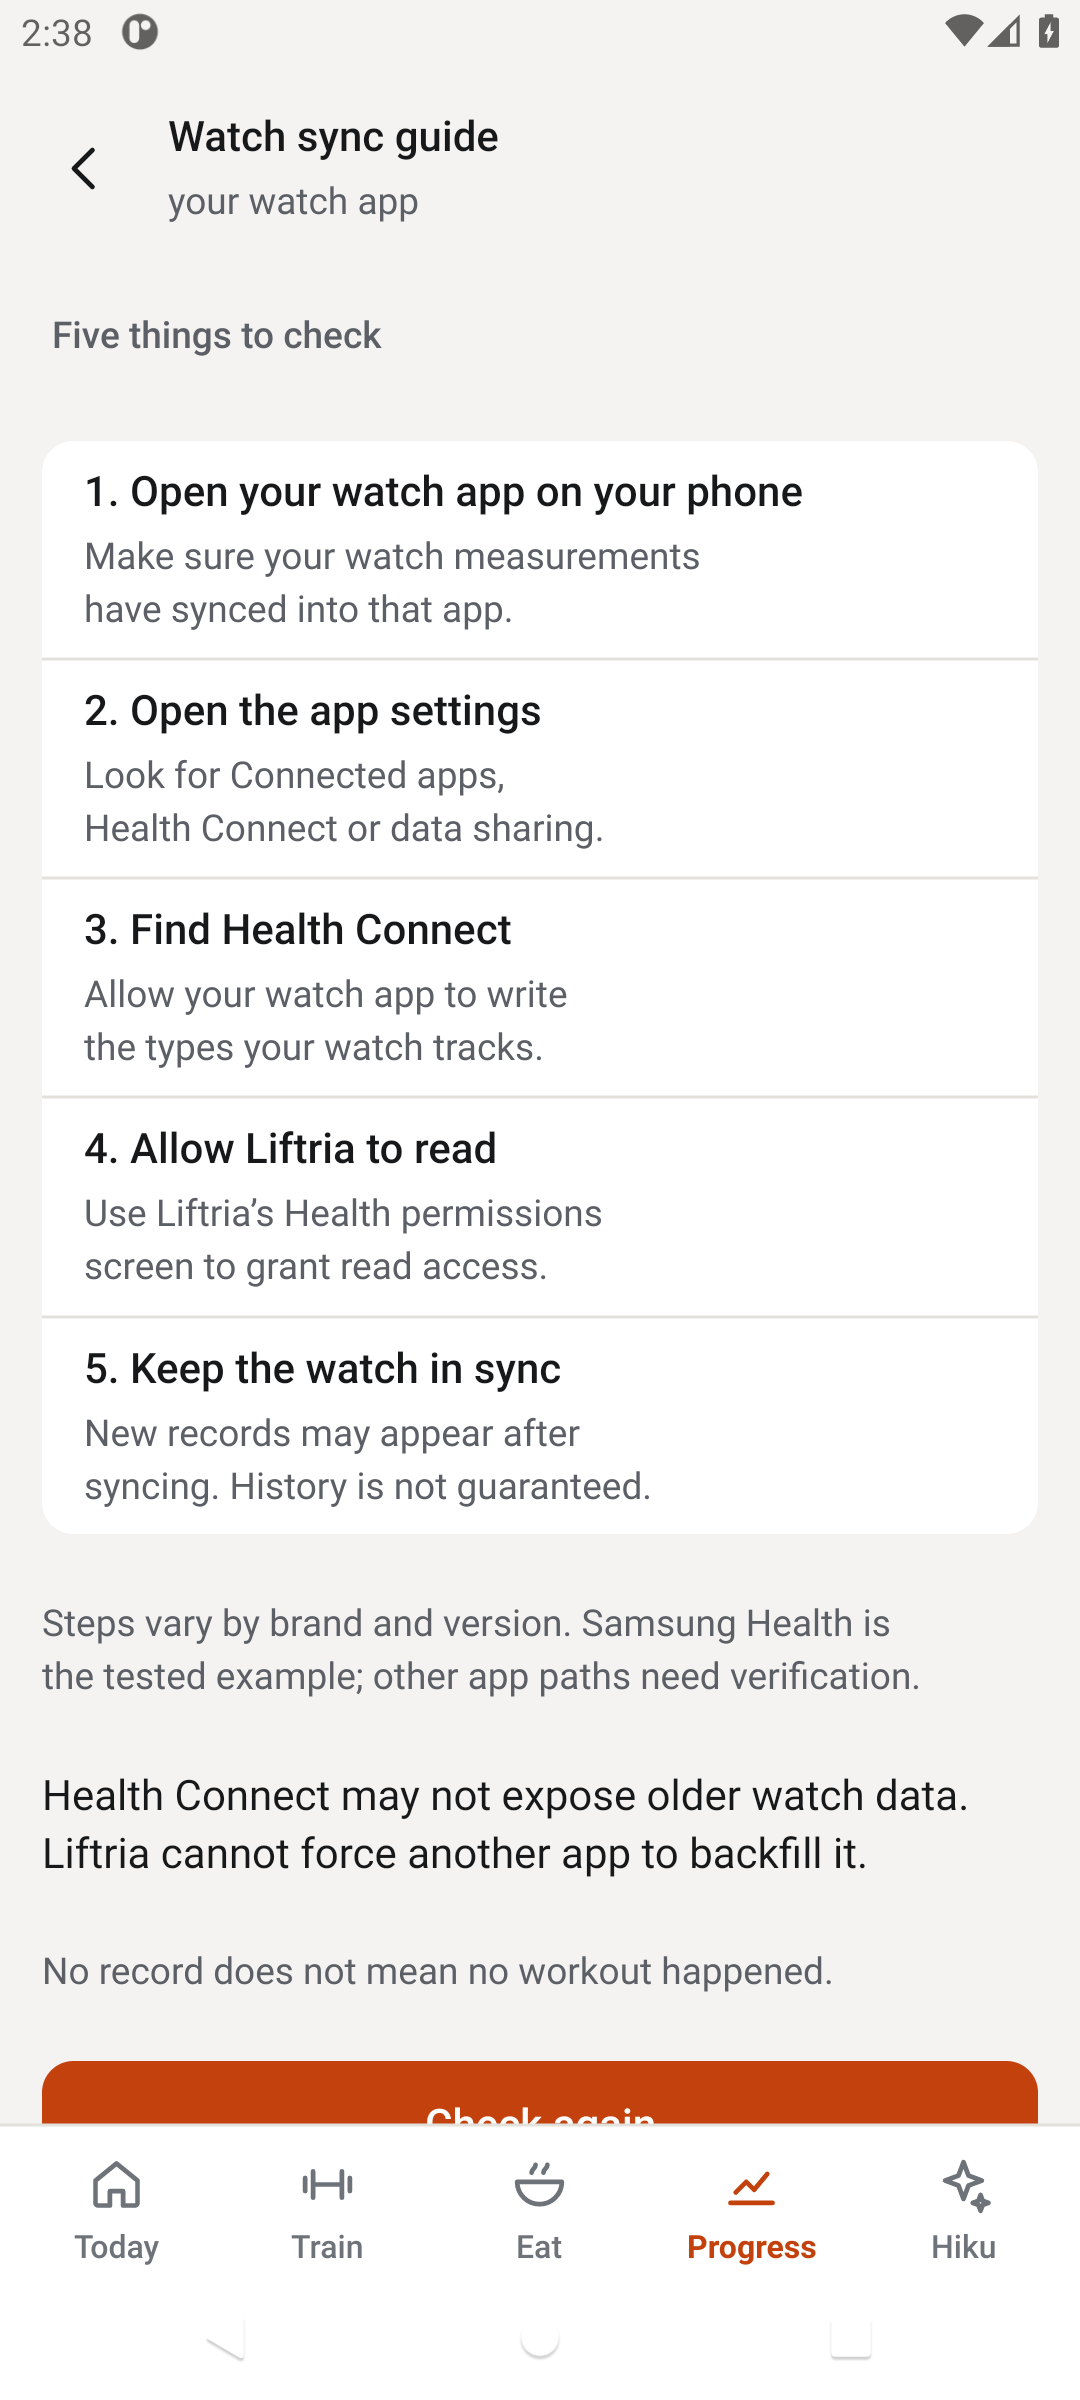 2:38
Watch sync guide
your watch app
Five things to check
1. Open your watch app on your phone
Make sure your watch measurements
have synced into that app.
2. Open the app settings
Look for Connected apps,
Health Connect or data sharing.
3. Find Health Connect
Allow your watch app to write
the types your watch tracks.
4. Allow Liftria to read
Use Liftria’s Health permissions
screen to grant read access.
5. Keep the watch in sync
New records may appear after
syncing. History is not guaranteed.
Steps vary by brand and version. Samsung Health is
the tested example; other app paths need verification.
Health Connect may not expose older watch data.
Liftria cannot force another app to backfill it.
No record does not mean no workout happened.
Check again
Today
Train
Eat
Progress
Hiku